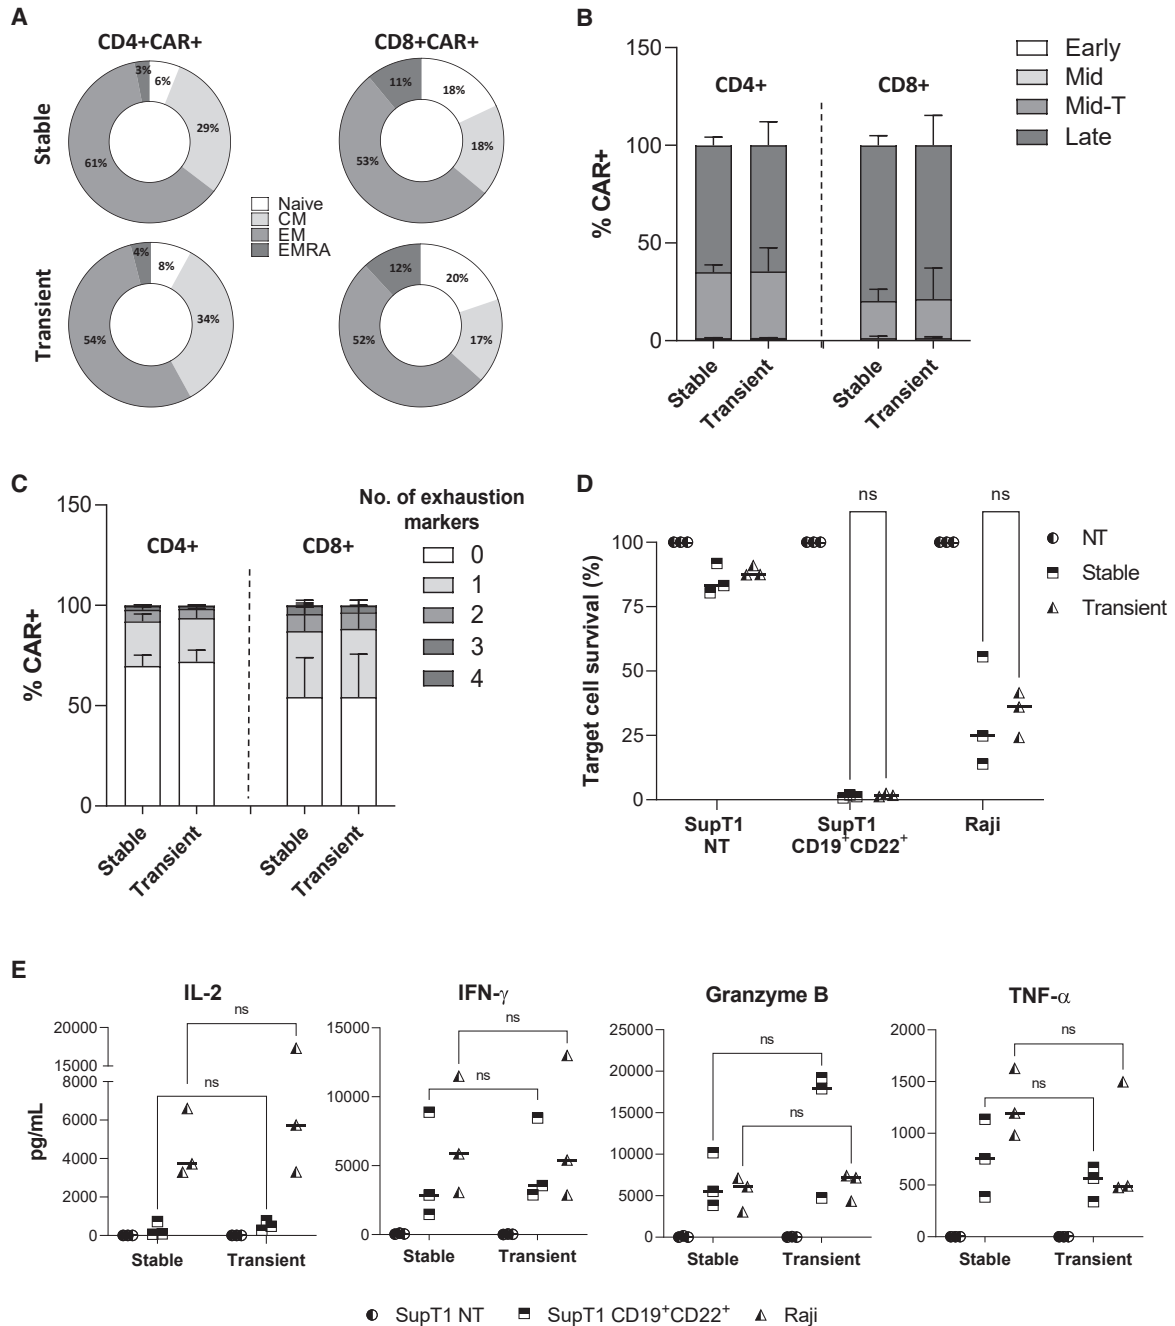 A
CD4+CAR+
CD8+CAR+
Stable
3%
6%
29%
61%
11%
18%
18%
53%
Naive
CM
EM
EMRA
Transient
4%
8%
34%
54%
12%
20%
17%
52%
B
150
100
50
0
% CAR+
CD4+
CD8+
Stable
Transient
Stable
Transient
Early
Mid
Mid-T
Late
C
150
100
50
0
% CAR+
CD4+
CD8+
Stable
Transient
Stable
Transient
No. of exhaustion
markers
0
1
2
3
4
D
ns
ns
100
75
50
25
0
Target cell survival (%)
SupT1
NT
SupT1
CD19⁺CD22⁺
Raji
NT
Stable
Transient
E
IL-2
ns
ns
20000
15000
8000
6000
4000
2000
0
pg/mL
Stable
Transient
IFN-γ
ns
ns
15000
10000
5000
0
Stable
Transient
Granzyme B
ns
ns
25000
20000
15000
10000
5000
0
Stable
Transient
TNF-α
ns
ns
2000
1500
1000
500
0
Stable
Transient
SupT1 NT
SupT1 CD19⁺CD22⁺
Raji